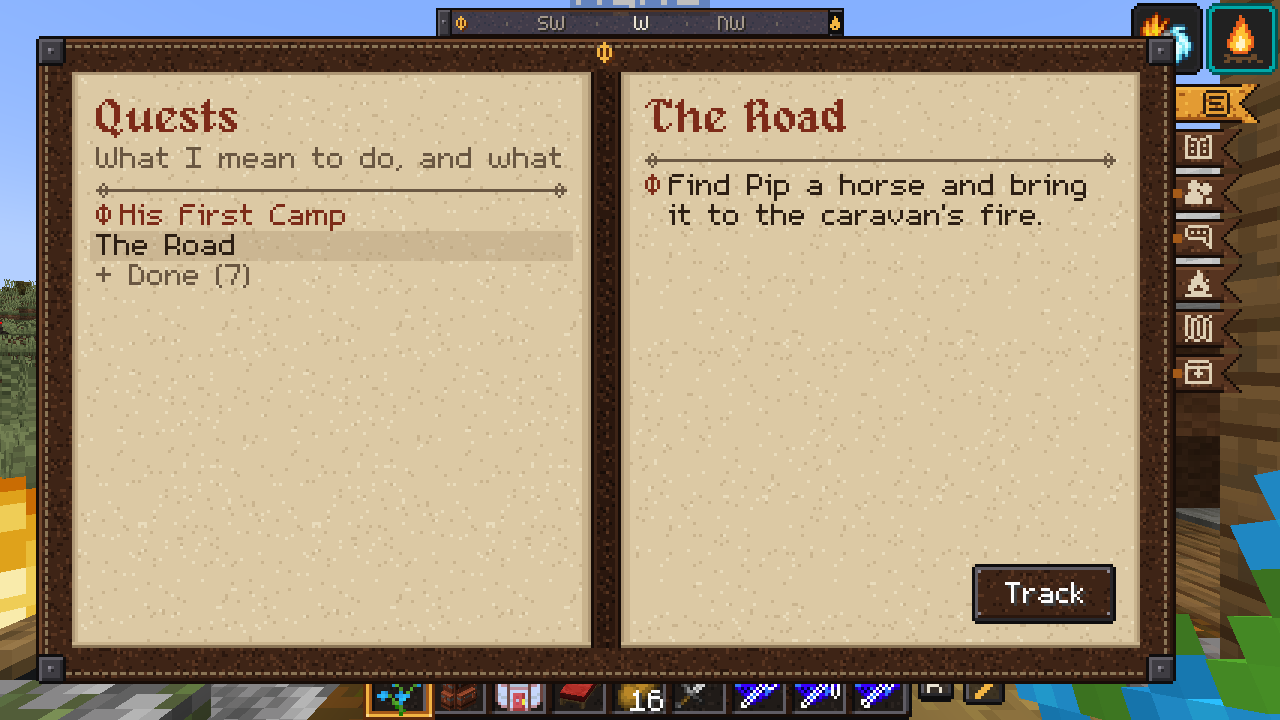 SW W NW
Quests
What I mean to do, and what
His First Camp
The Road
+ Done (7)
The Road
Find Pip a horse and bring
it to the caravan's fire.
Track
16